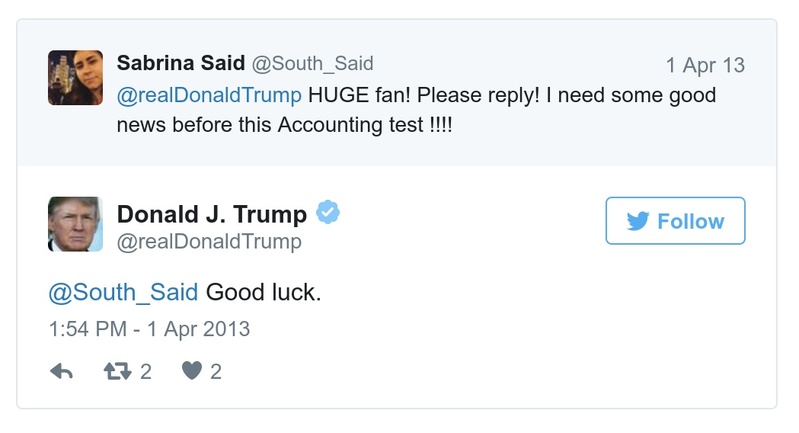 Sabrina Said @South_Said 1 Apr 13
@realDonaldTrump HUGE fan! Please reply! I need some good
news before this Accounting test !!!!
Donald J. Trump Follow
@realDonaldTrump
@South_Said Good luck.
1:54 PM - 1 Apr 2013
2 2